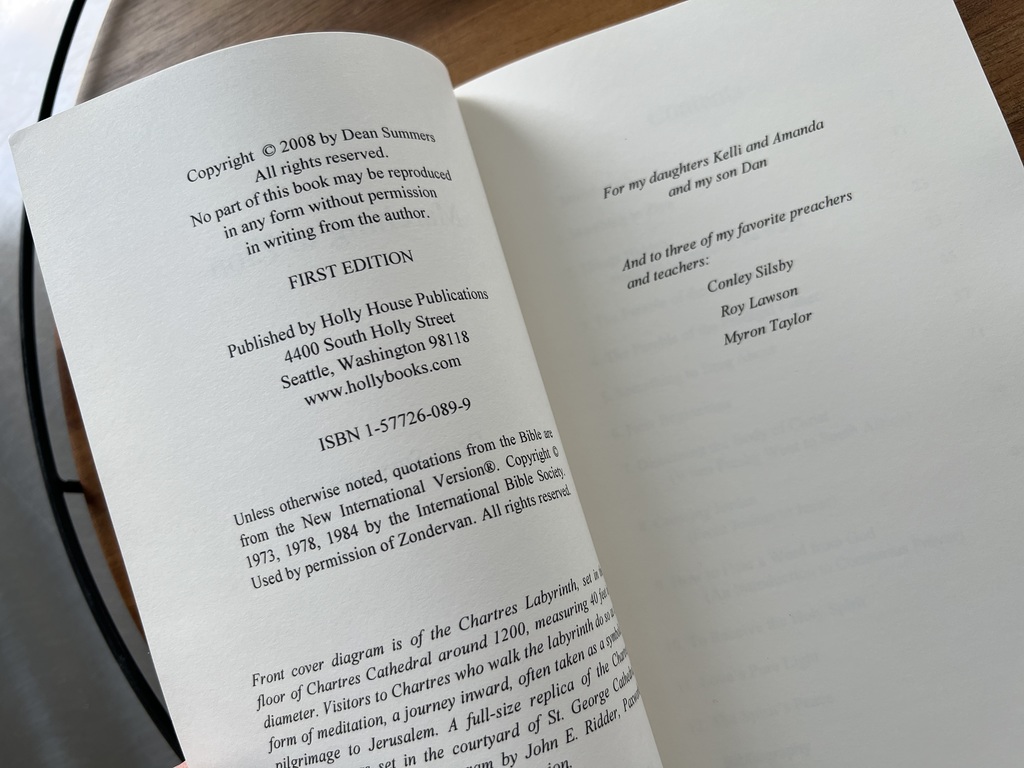 Copyright © 2008 by Dean Summers
All rights reserved.
No part of this book may be reproduced
in any form without permission
in writing from the author.
FIRST EDITION
Published by Holly House Publications
4400 South Holly Street
Seattle, Washington 98118
www.hollybooks.com
ISBN 1-57726-089-9
Unless otherwise noted, quotations from the Bible are
from the New International Version®. Copyright ©
1973, 1978, 1984 by the International Bible Society.
Used by permission of Zondervan. All rights reserved.
Front cover diagram is of the Chartres Labyrinth, set in
floor of Chartres Cathedral around 1200, measuring 40 feet
diameter. Visitors to Chartres who walk the labyrinth do so
form of meditation, a journey inward, often taken as a
pilgrimage to Jerusalem. A full-size replica of the
set in the courtyard of St. George
by John E. Ridder,
For my daughters Kelli and Amanda
and my son Dan
And to three of my favorite preachers
and teachers:
Conley Silsby
Roy Lawson
Myron Taylor